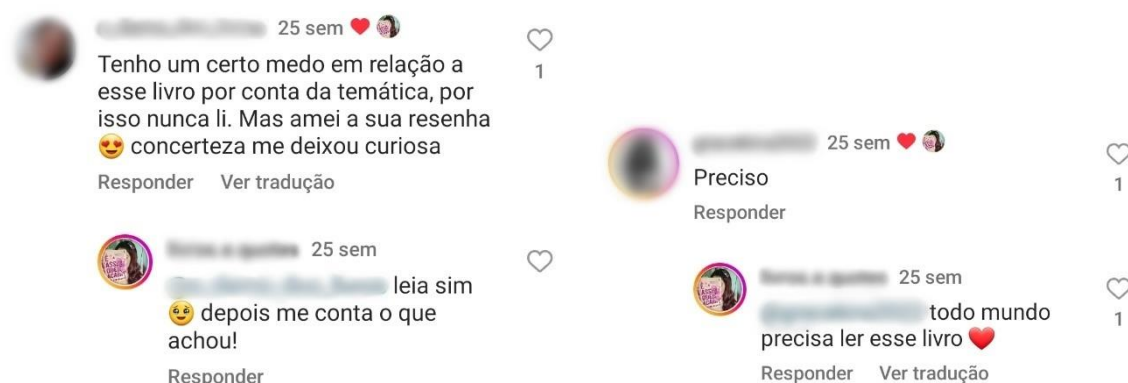 25 sem
Tenho um certo medo em relação a
esse livro por conta da temática, por
isso nunca li. Mas amei a sua resenha
😍 concerteza me deixou curiosa
1
Responder Ver tradução
25 sem
leia sim
🥹 depois me conta o que
achou!
Responder
25 sem
Preciso
1
Responder
25 sem
todo mundo
precisa ler esse livro ❤️
1
Responder Ver tradução